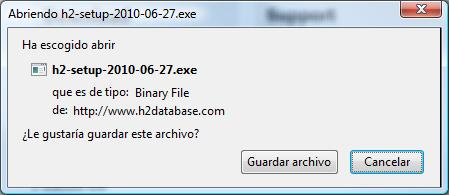 Abriendo h2-setup-2010-06-27.exe
Ha escogido abrir
h2-setup-2010-06-27.exe
que es de tipo: Binary File
de: http://www.h2database.com
¿Le gustaría guardar este archivo?
Guardar archivo Cancelar